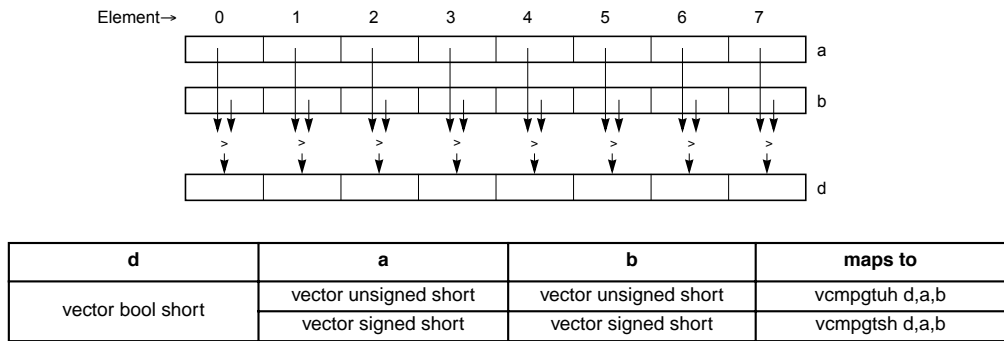 Element→ 0 1 2 3 4 5 6 7
a
b
> > > > > > > >
d
d a b maps to
vector bool short vector unsigned short vector unsigned short vcmpgtuh d,a,b
vector signed short vector signed short vcmpgtsh d,a,b